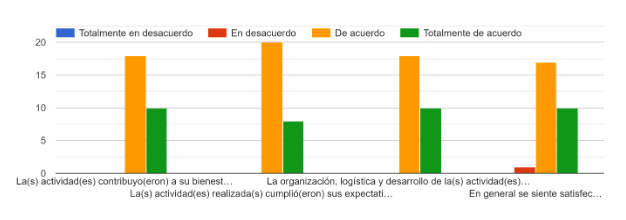 Totalmente en desacuerdo En desacuerdo De acuerdo Totalmente de acuerdo
20
15
10
5
0
La(s) actividad(es) contribuyo(eron) a su bienest…
La organización, logística y desarrollo de la(s) actividad(es)…
La(s) actividad(es) realizada(s) cumplió(eron) sus expectati…
En general se siente satisfec…